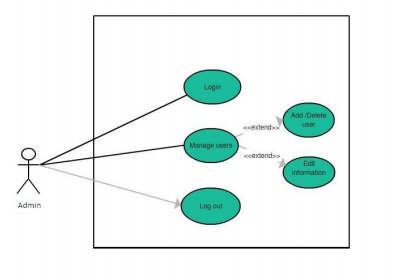 Login
Add /Delete
user
<<extend>>
Manage users
<<extend>>
Edit
information
Admin
Log out